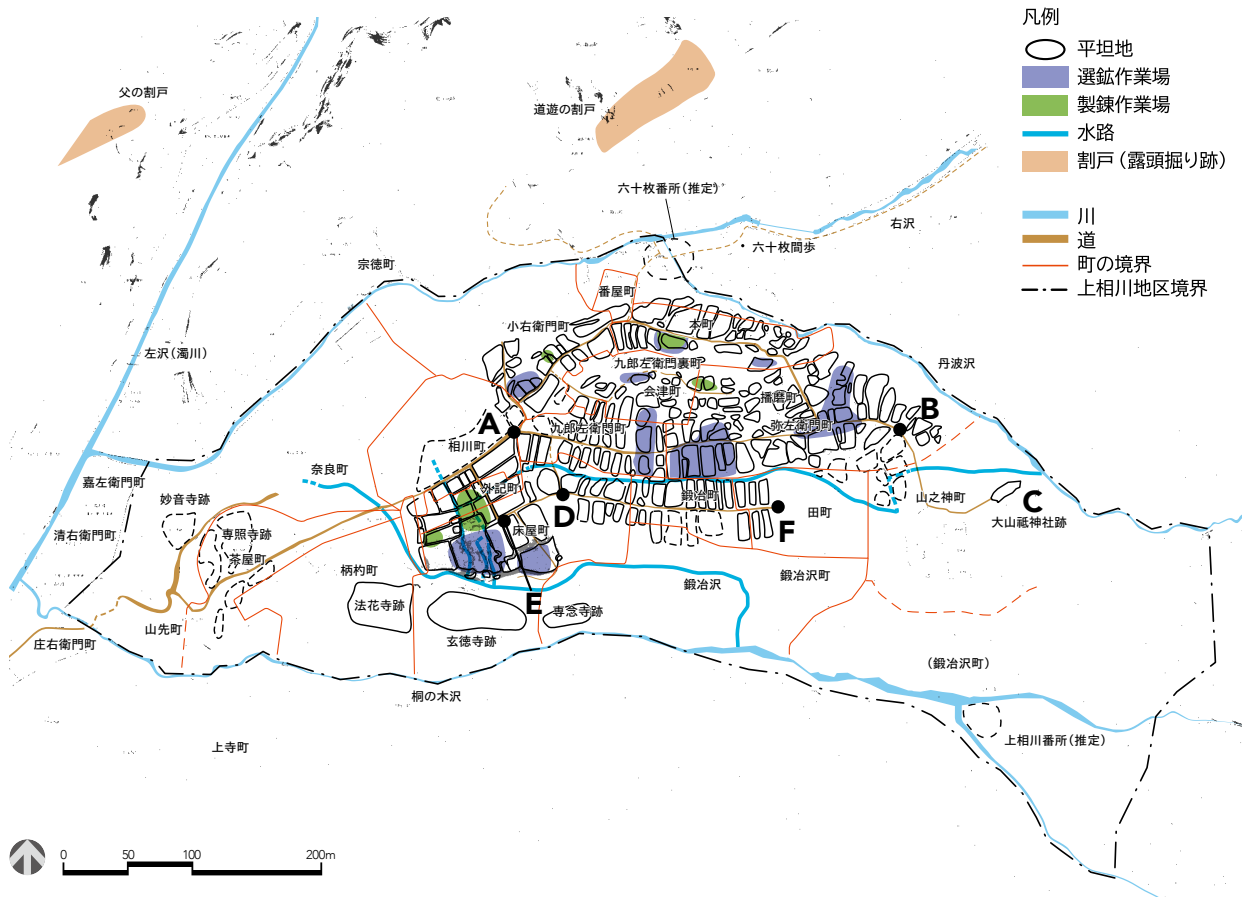 凡例
平坦地
選鉱作業場
製錬作業場
水路
割戸（露頭掘り跡）
川
道
町の境界
上相川地区境界
父の割戸
道遊の割戸
六十枚番所(推定)
右沢
六十枚間歩
宗徳町
番屋町
小右衛門町
本町
左沢(濁川)
九郎左衛門裏町
丹波沢
会津町
播磨町
A
B
九郎左衛門町
弥左衛門町
相川町
奈良町
嘉左衛門町
外記町
鍛冶町
山之神町
妙音寺跡
C
D
F
田町
大山祗神社跡
清右衛門町
専照寺跡
床屋町
茶屋町
柄杓町
鍛冶沢
鍛冶沢町
法花寺跡
E
専念寺跡
山先町
玄徳寺跡
庄右衛門町
(鍛冶沢町)
桐の木沢
上相川番所(推定)
上寺町
0
50
100
200m